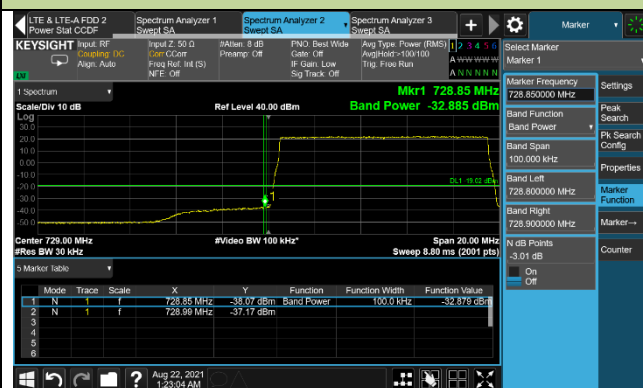 LTE & LTE-A FDD 2
Power Stat CCDF
Spectrum Analyzer 1
Swept SA
Spectrum Analyzer 2
Swept SA
Spectrum Analyzer 3
Swept SA
Marker
KEYSIGHT
Input: RF
Coupling: DC
Align: Auto
Input Z: 50 Ω
Corr CCorr
Freq Ref: Int (S)
NFE: Off
#Atten: 8 dB
Preamp: Off
PNO: Best Wide
Gate: Off
IF Gain: Low
Sig Track: Off
Avg Type: Power (RMS)
Avg|Hold:>100/100
Trig: Free Run
1 2 3 4 5 6
A W W W W W
A N N N N N
Select Marker
Marker 1
LXI
1 Spectrum
Scale/Div 10 dB
Ref Level 40.00 dBm
Mkr1 728.85 MHz
Band Power -32.885 dBm
Log
30.0
20.0
10.0
0.00
-10.0
-20.0
-30.0
-40.0
-50.0
1
DL1 -19.02 dBm
Center 729.00 MHz
#Res BW 30 kHz
#Video BW 100 kHz*
Span 20.00 MHz
Sweep 8.80 ms (2001 pts)
5 Marker Table
Mode Trace Scale X Y Function Function Width Function Value
1 N 1 f 728.85 MHz -38.07 dBm Band Power 100.0 kHz -32.879 dBm
2 N 1 f 728.99 MHz -37.17 dBm
3
4
5
6
Marker Frequency
728.850000 MHz
Band Function
Band Power
Band Span
100.000 kHz
Band Left
728.800000 MHz
Band Right
728.900000 MHz
N dB Points
-3.01 dB
On
Off
Settings
Peak
Search
Pk Search
Config
Properties
Marker
Function
Marker→
Counter
?
Aug 22, 2021
1:23:04 AM